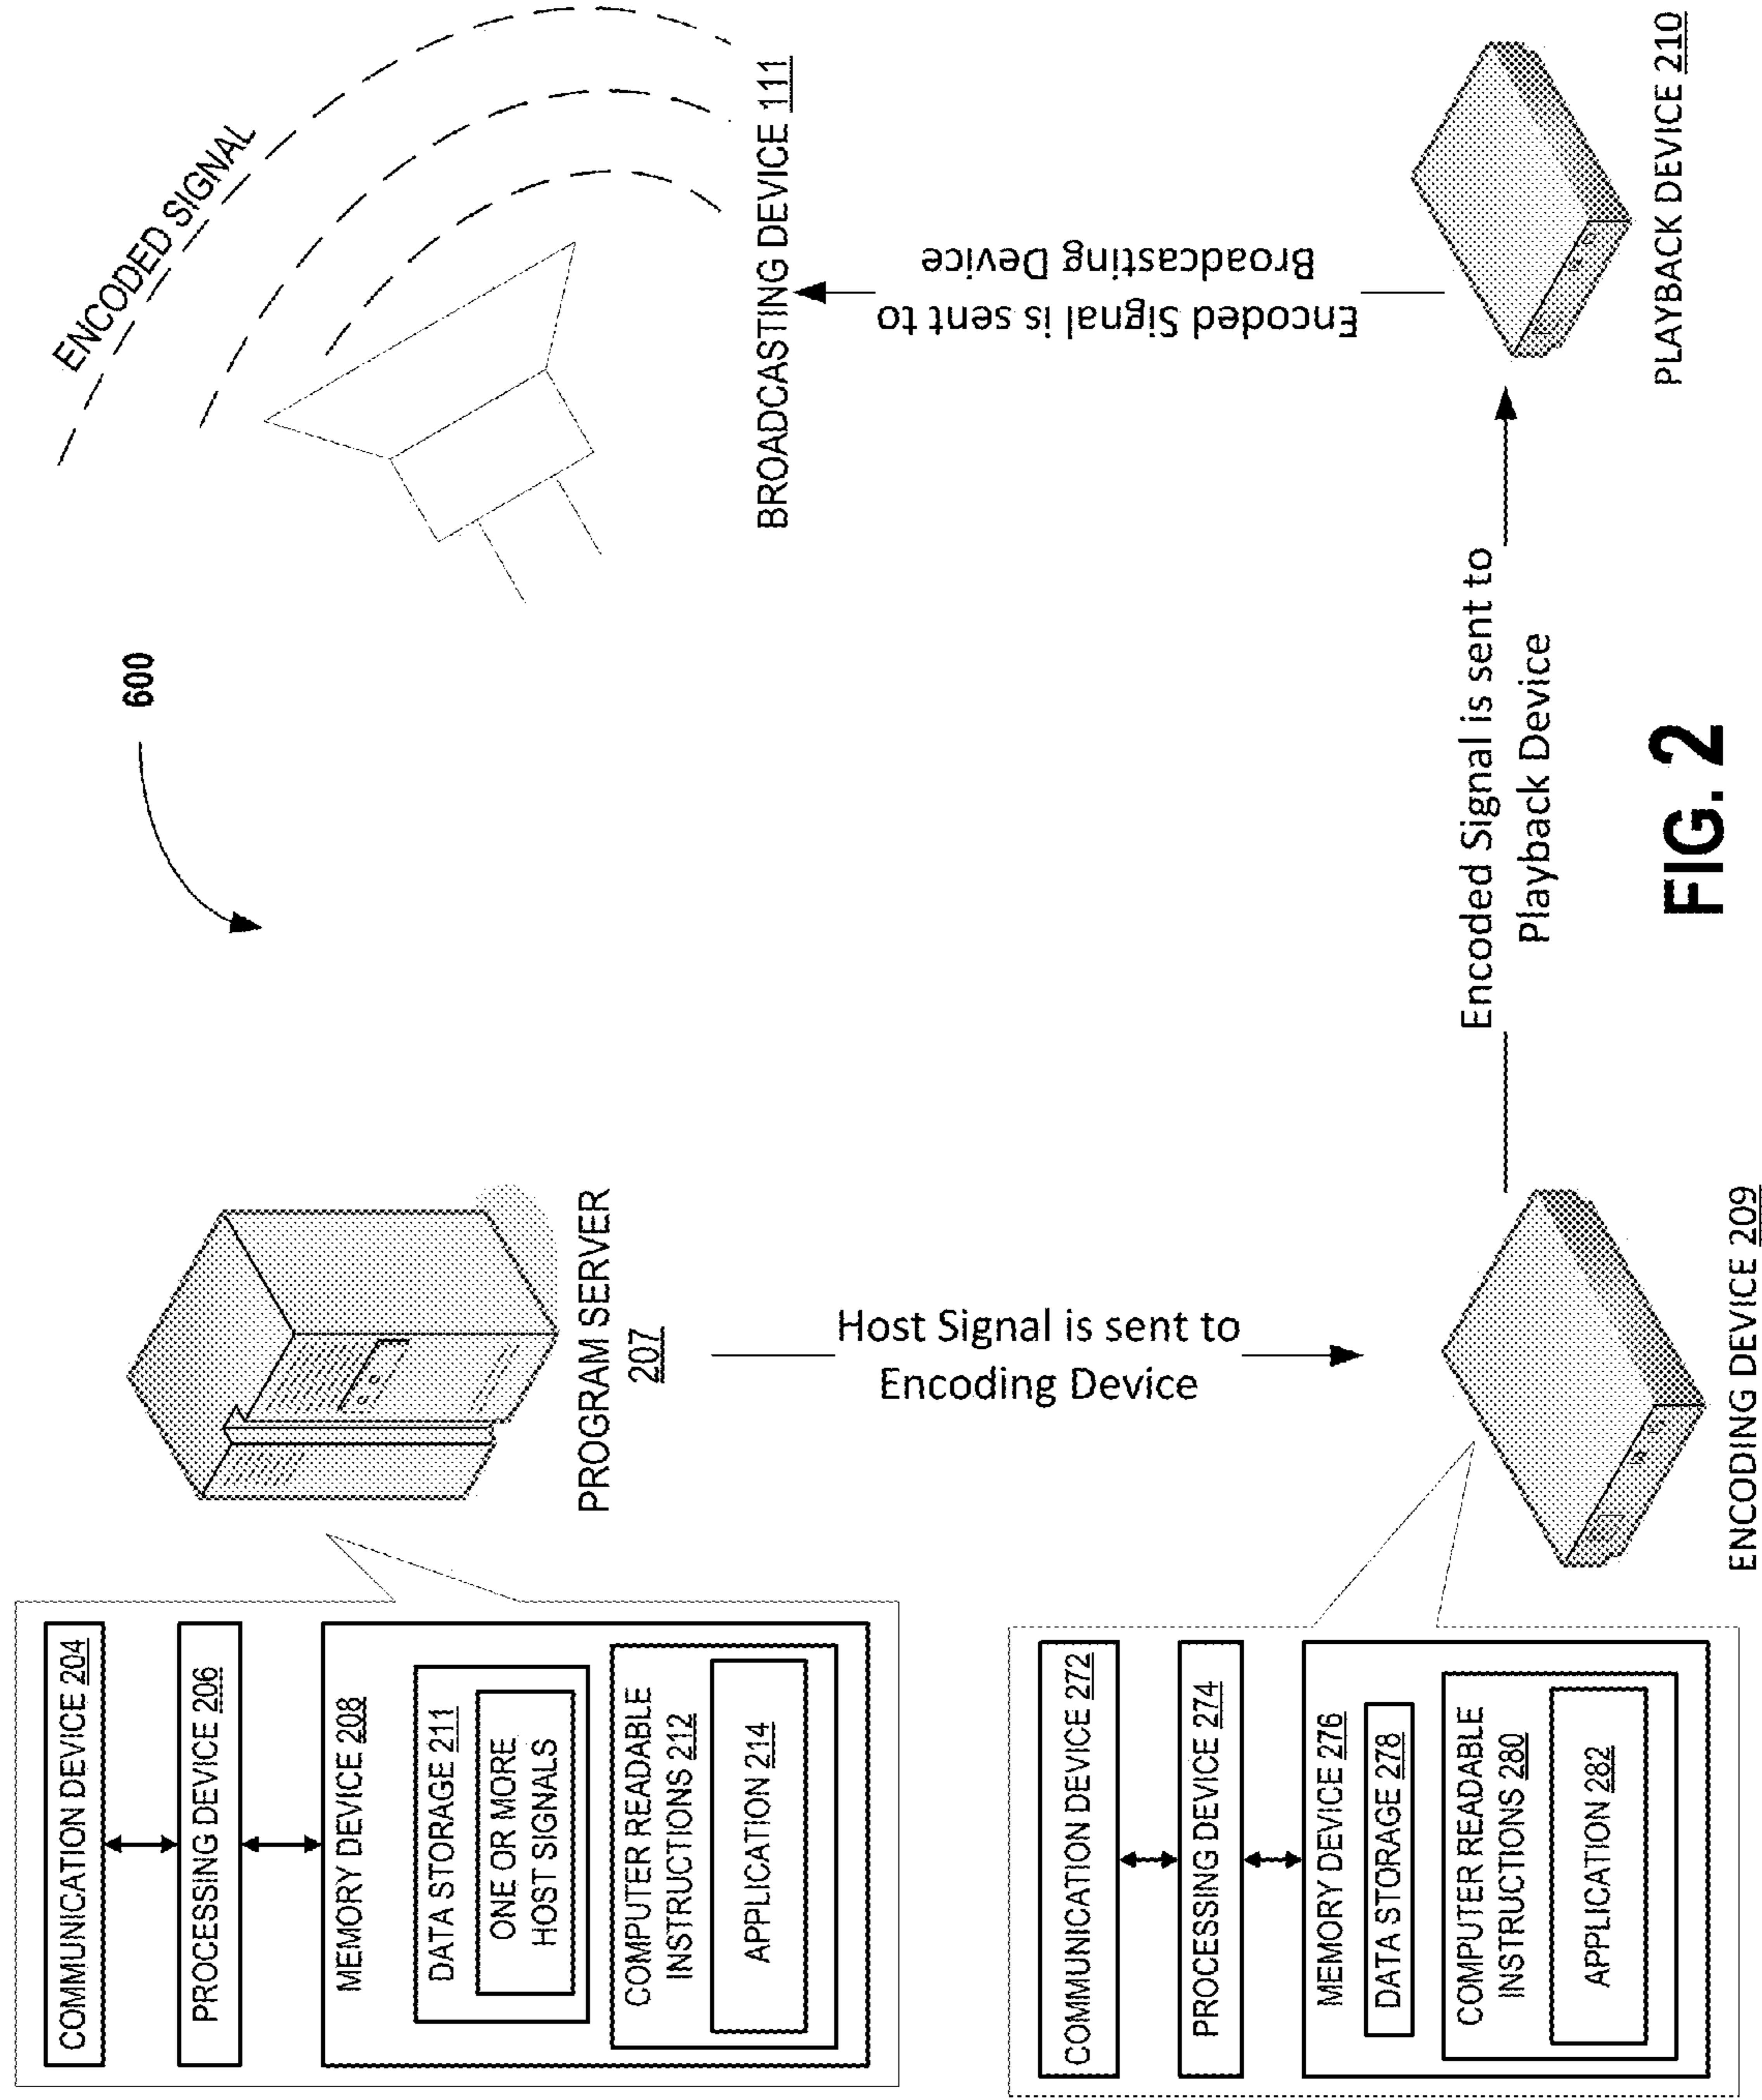 COMMUNICATION DEVICE 204
PROCESSING DEVICE 206
MEMORY DEVICE 208
DATA STORAGE 211
ONE OR MORE
HOST SIGNALS
COMPUTER READABLE
INSTRUCTIONS 212
APPLICATION 214
PROGRAM SERVER
207
600
ENCODED SIGNAL
BROADCASTING DEVICE 111
Host Signal is sent to
Encoding Device
Encoded Signal is sent to
Broadcasting Device
COMMUNICATION DEVICE 272
PROCESSING DEVICE 274
MEMORY DEVICE 276
DATA STORAGE 278
COMPUTER READABLE
INSTRUCTIONS 280
APPLICATION 282
ENCODING DEVICE 209
Encoded Signal is sent to
Playback Device
PLAYBACK DEVICE 210
FIG. 2